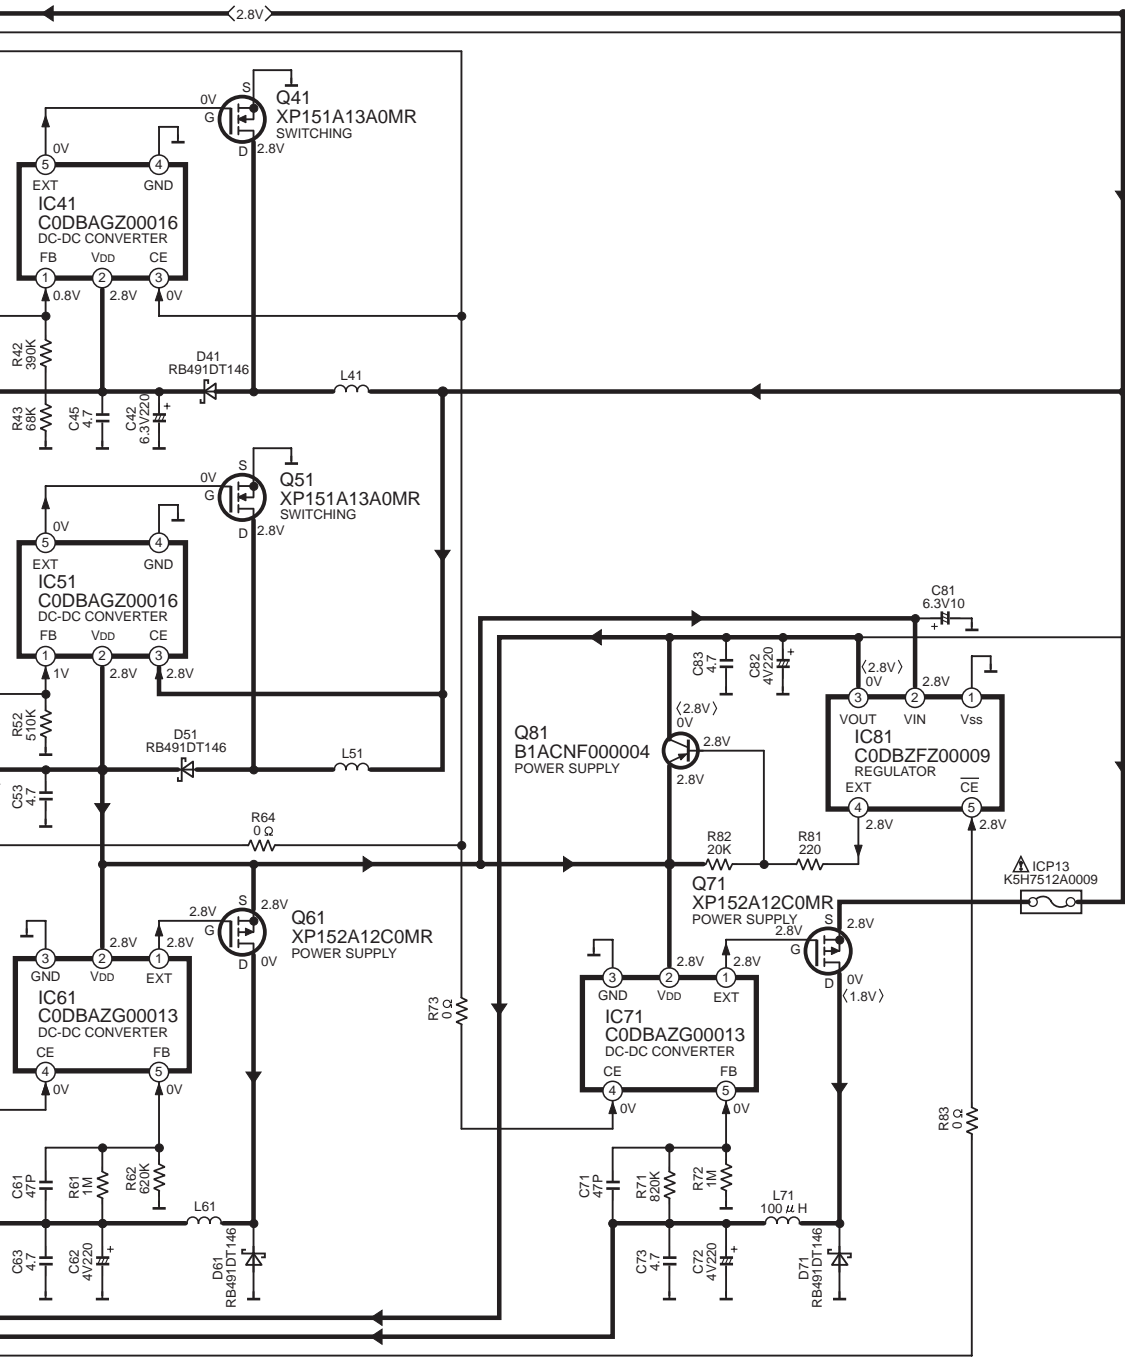 2.8V
S
Q41
XP151A13A0MR
SWITCHING
0V
G
D
2.8V
0V
5
4
EXT
GND
IC41
C0DBAGZ00016
DC-DC CONVERTER
FB
VDD
CE
1
2
3
0.8V
2.8V
0V
R42
390K
D41
RB491DT146
L41
R43
68K
C45
4.7
C42
6.3V220
+
S
Q51
XP151A13A0MR
SWITCHING
0V
G
D
2.8V
0V
5
4
EXT
GND
IC51
C0DBAGZ00016
DC-DC CONVERTER
FB
VDD
CE
1
2
3
1V
2.8V
2.8V
R52
510K
D51
RB491DT146
L51
C53
4.7
C81
6.3V10
+
C83
4.7
C82
4V220
+
〈2.8V〉
0V
2.8V
3
2
1
VOUT
VIN
Vss
IC81
C0DBZFZ00009
REGULATOR
EXT
CE
4
5
2.8V
2.8V
〈2.8V〉
0V
Q81
B1ACNF000004
POWER SUPPLY
2.8V
2.8V
R64
0 Ω
R82
20K
R81
220
ICP13
K5H7512A0009
S
2.8V
Q61
XP152A12C0MR
POWER SUPPLY
2.8V
G
D
0V
2.8V
2.8V
3
2
1
GND
VDD
EXT
IC61
C0DBAZG00013
DC-DC CONVERTER
CE
FB
4
5
0V
0V
Q71
XP152A12C0MR
POWER SUPPLY
S
2.8V
2.8V
G
D
0V
〈1.8V〉
2.8V
2.8V
3
2
1
GND
VDD
EXT
IC71
C0DBAZG00013
DC-DC CONVERTER
CE
FB
4
5
0V
0V
R73
0 Ω
R83
0 Ω
C61
47P
R61
1M
R62
620K
L61
C63
4.7
C62
4V220
+
D61
RB491DT146
C71
47P
R71
820K
R72
1M
L71
100 μ H
C73
4.7
C72
4V220
+
D71
RB491DT146